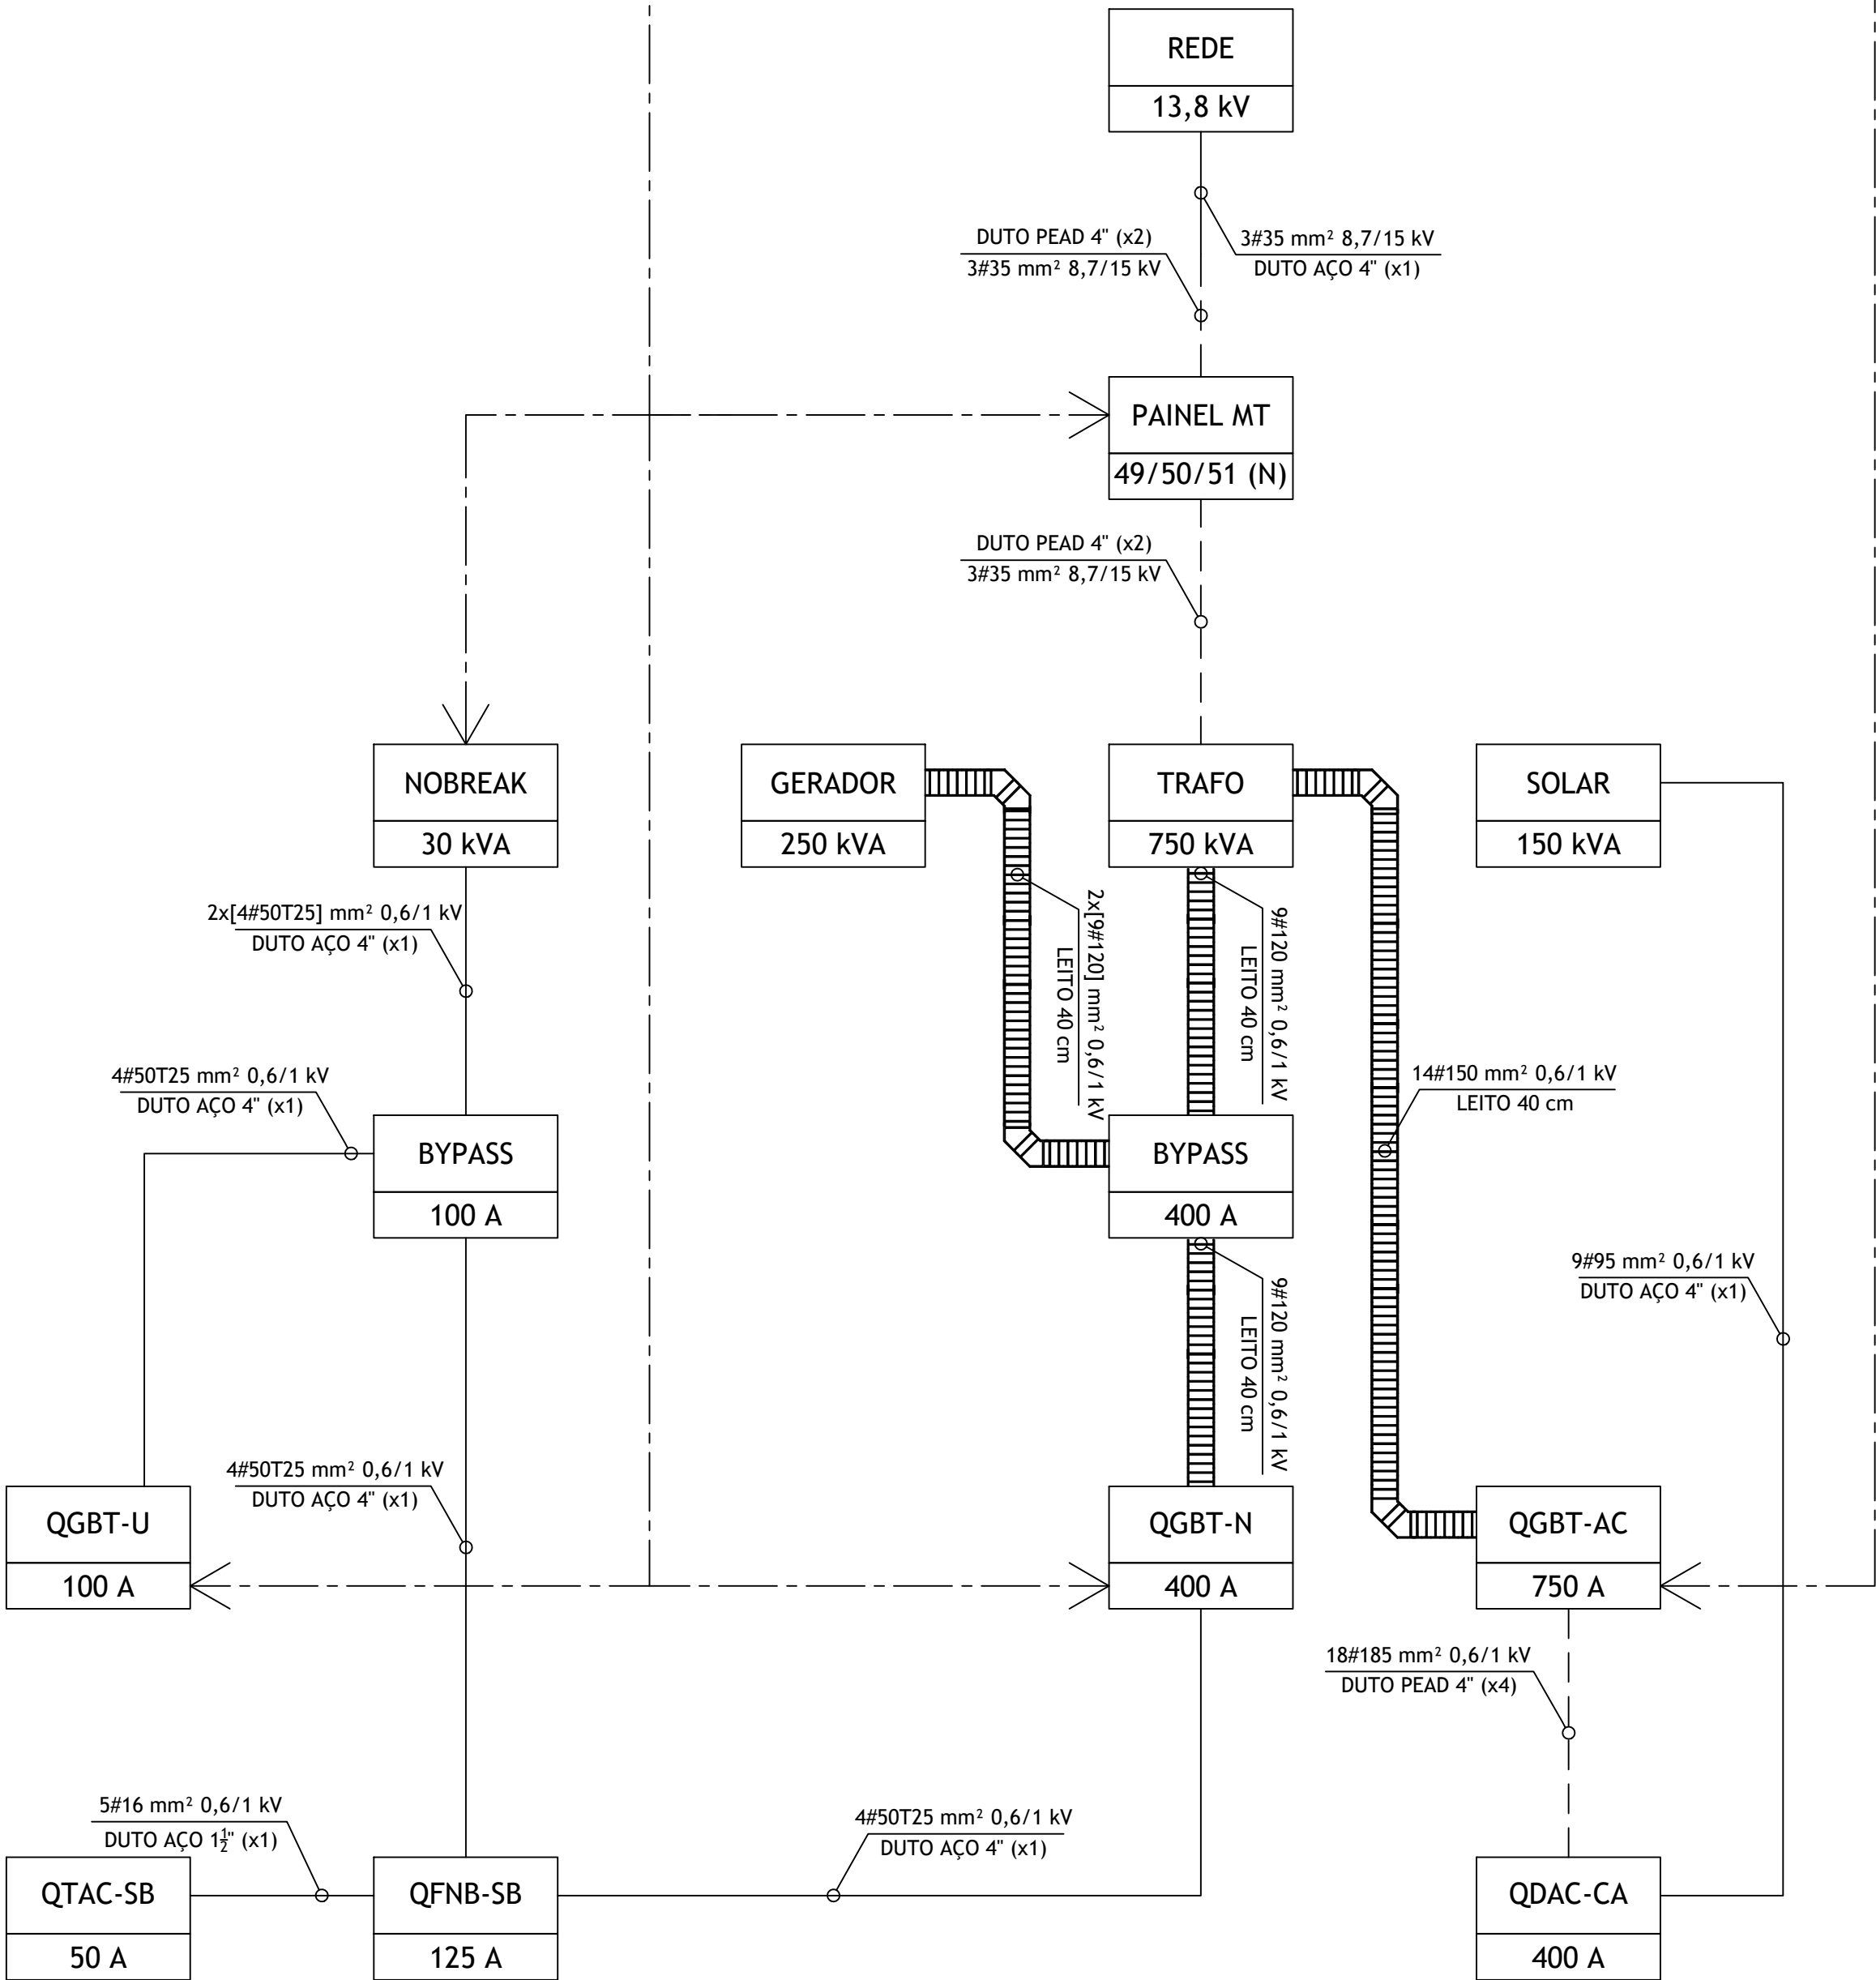 REDE
13,8 kV
DUTO PEAD 4" (x2)
3#35 mm² 8,7/15 kV
3#35 mm² 8,7/15 kV
DUTO AÇO 4" (x1)
PAINEL MT
49/50/51 (N)
DUTO PEAD 4" (x2)
3#35 mm² 8,7/15 kV
NOBREAK
30 kVA
GERADOR
250 kVA
TRAFO
750 kVA
SOLAR
150 kVA
2x[4#50T25] mm² 0,6/1 kV
DUTO AÇO 4" (x1)
2x[9#120] mm² 0,6/1 kV
LEITO 40 cm
9#120 mm² 0,6/1 kV
LEITO 40 cm
4#50T25 mm² 0,6/1 kV
DUTO AÇO 4" (x1)
14#150 mm² 0,6/1 kV
LEITO 40 cm
BYPASS
100 A
BYPASS
400 A
9#120 mm² 0,6/1 kV
LEITO 40 cm
9#95 mm² 0,6/1 kV
DUTO AÇO 4" (x1)
4#50T25 mm² 0,6/1 kV
DUTO AÇO 4" (x1)
QGBT-U
100 A
QGBT-N
400 A
QGBT-AC
750 A
18#185 mm² 0,6/1 kV
DUTO PEAD 4" (x4)
5#16 mm² 0,6/1 kV
DUTO AÇO 1½" (x1)
4#50T25 mm² 0,6/1 kV
DUTO AÇO 4" (x1)
QTAC-SB
50 A
QFNB-SB
125 A
QDAC-CA
400 A